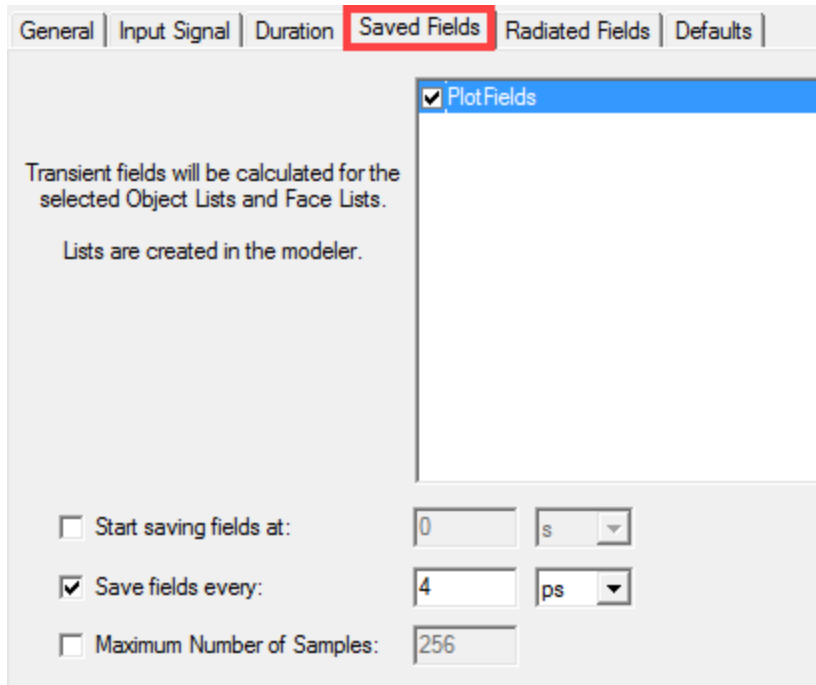 General Input Signal Duration Saved Fields Radiated Fields Defaults
PlotFields
Transient fields will be calculated for the
selected Object Lists and Face Lists.
Lists are created in the modeler.
Start saving fields at: 0 s
Save fields every: 4 ps
Maximum Number of Samples: 256